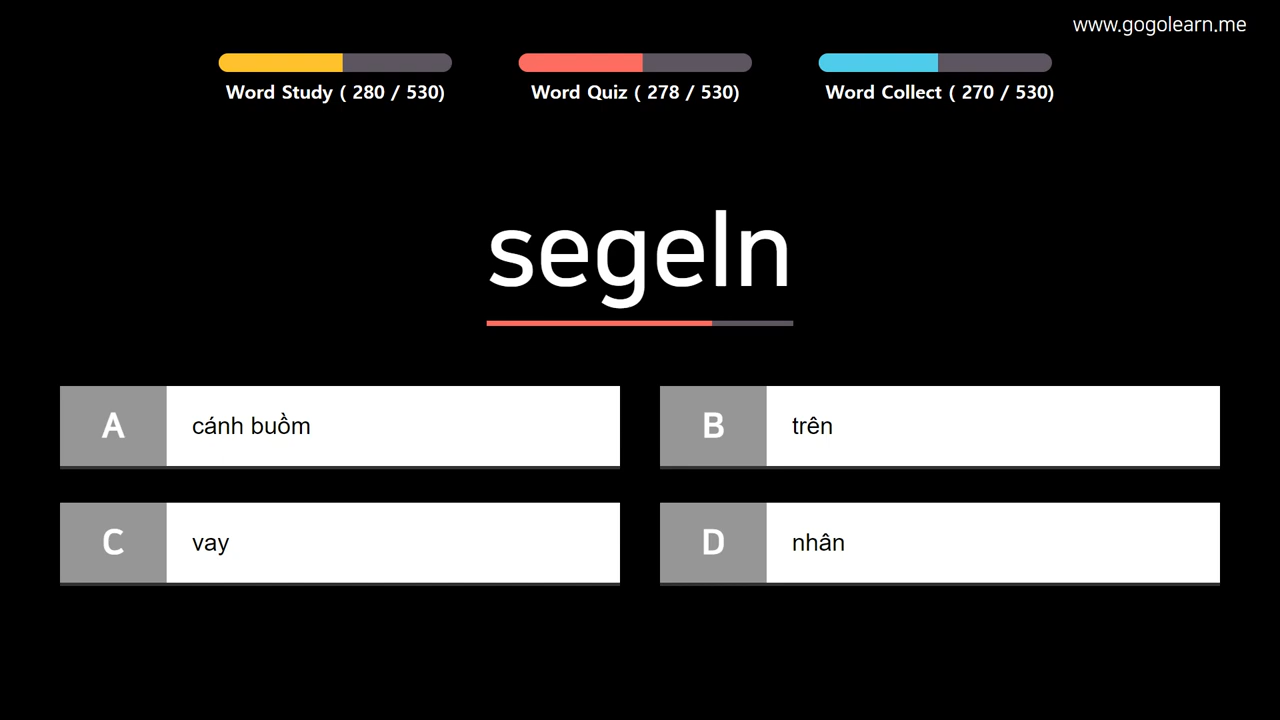 www.gogolearn.me
Word Study ( 280 / 530)
Word Quiz ( 278 / 530)
Word Collect ( 270 / 530)
segeln
A cánh buồm
B trên
C vay
D nhân